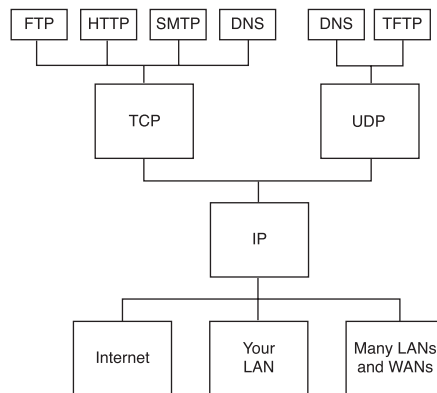 FTP
HTTP
SMTP
DNS
DNS
TFTP
TCP
UDP
IP
Internet
Your
LAN
Many LANs
and WANs